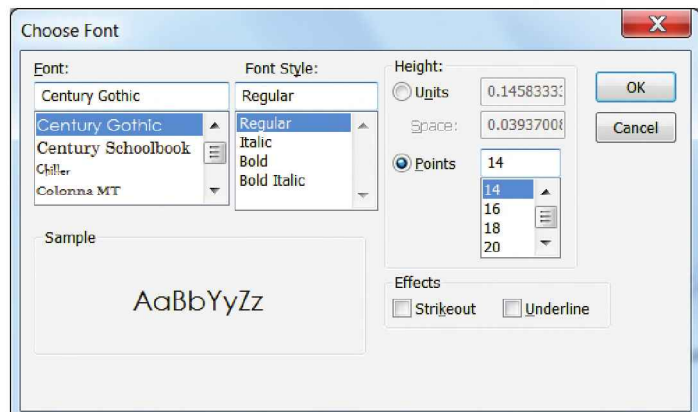 Choose Font
Font:
Century Gothic
Century Gothic
Century Schoolbook
Chiller
Colonna MT
Font Style:
Regular
Regular
Italic
Bold
Bold Italic
Height:
Units 0.14583333
Space: 0.03937008
Points 14
14
16
18
20
OK
Cancel
Sample
AaBbYyZz
Effects
Strikeout Underline